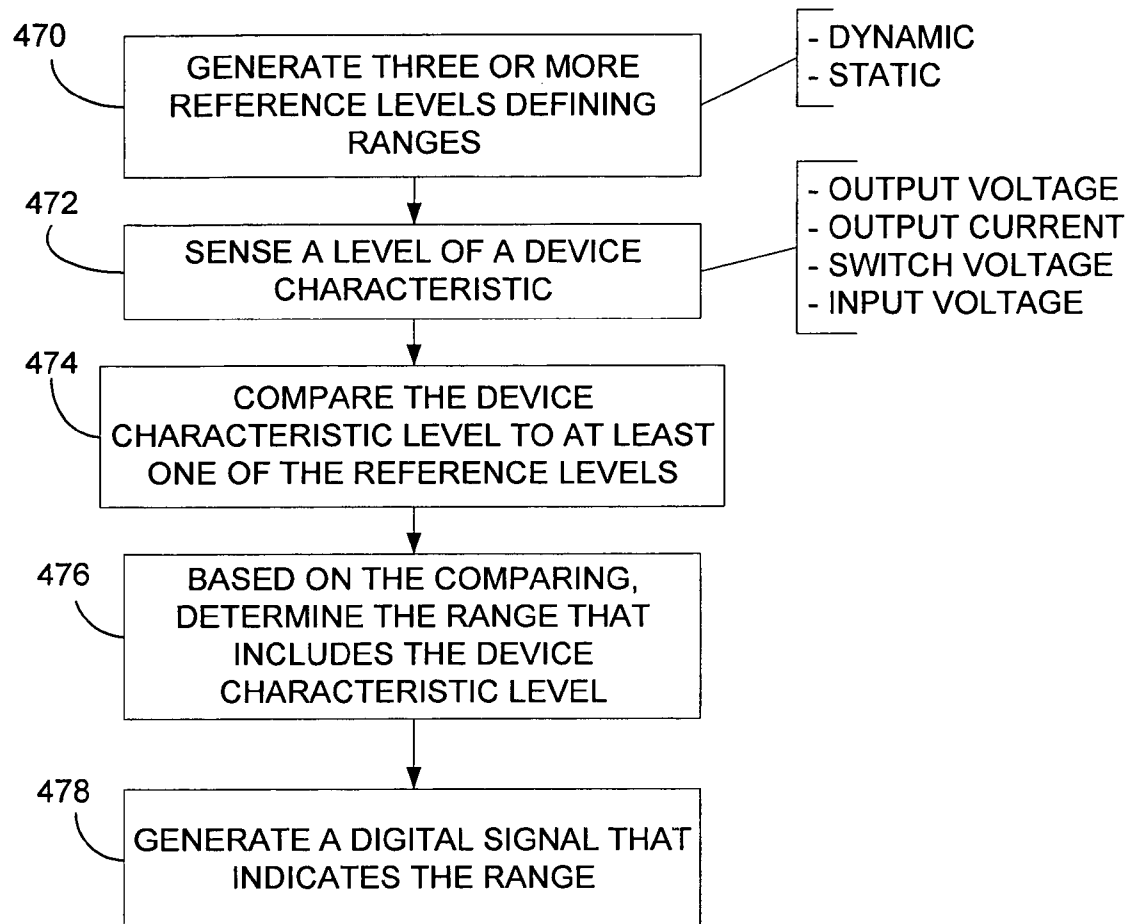 470
GENERATE THREE OR MORE
REFERENCE LEVELS DEFINING
RANGES
- DYNAMIC
- STATIC
472
SENSE A LEVEL OF A DEVICE
CHARACTERISTIC
- OUTPUT VOLTAGE
- OUTPUT CURRENT
- SWITCH VOLTAGE
- INPUT VOLTAGE
474
COMPARE THE DEVICE
CHARACTERISTIC LEVEL TO AT LEAST
ONE OF THE REFERENCE LEVELS
476
BASED ON THE COMPARING,
DETERMINE THE RANGE THAT
INCLUDES THE DEVICE
CHARACTERISTIC LEVEL
478
GENERATE A DIGITAL SIGNAL THAT
INDICATES THE RANGE